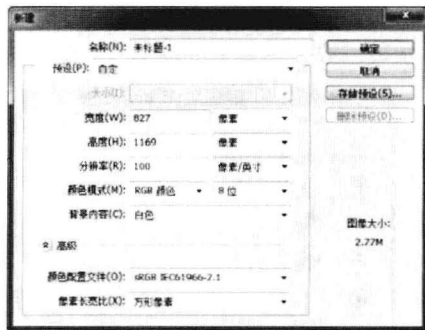 新建
名称(N): 未标题-1
确定
预设(P): 自定
取消
大小(I):
存储预设(S)...
宽度(W): 827 像素
删除预设(D)...
高度(H): 1169 像素
分辨率(R): 100 像素/英寸
颜色模式(M): RGB 颜色 8 位
背景内容(C): 白色
图像大小:
高级
2.77M
颜色配置文件(O): sRGB IEC61966-2.1
像素长宽比(X): 方形像素